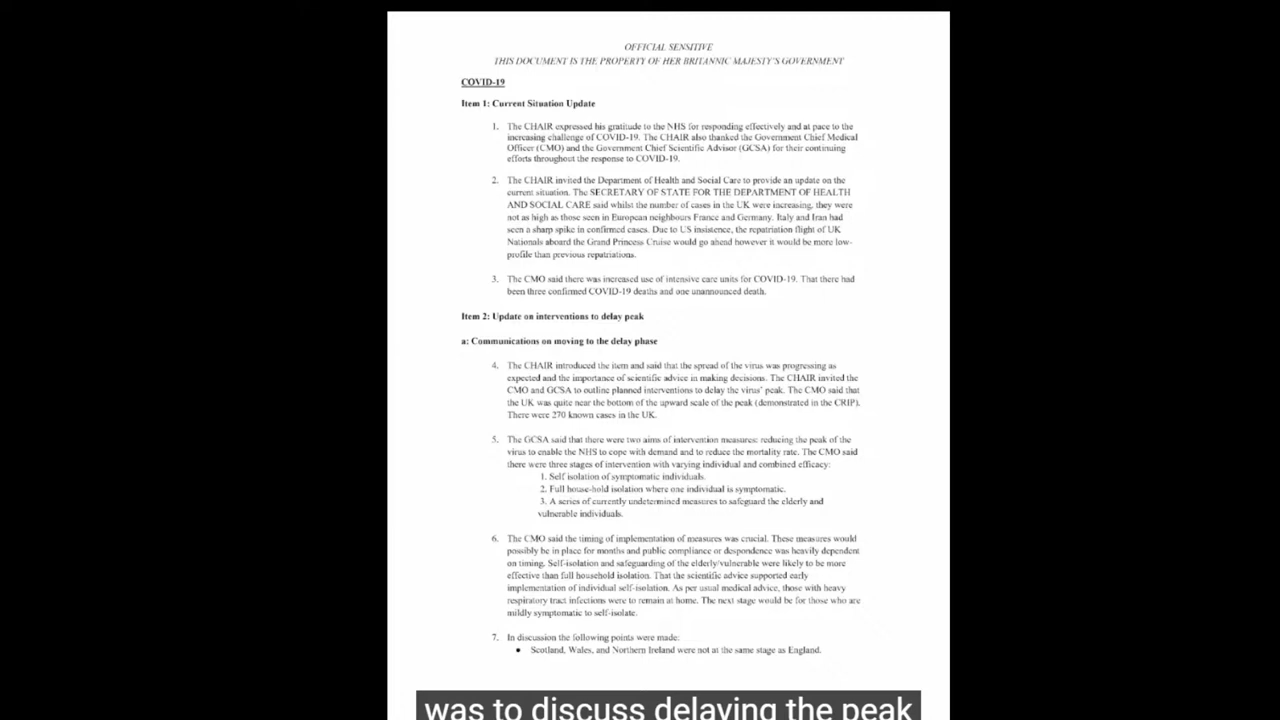 OFFICIAL SENSITIVE
THIS DOCUMENT IS THE PROPERTY OF HER BRITANNIC MAJESTY'S GOVERNMENT
COVID-19
Item 1: Current Situation Update
1. The CHAIR expressed his gratitude to the NHS for responding effectively and at pace to the
increasing challenge of COVID-19. The CHAIR also thanked the Government Chief Medical
Officer (CMO) and the Government Chief Scientific Advisor (GCSA) for their continuing
efforts throughout the response to COVID-19.
2. The CHAIR invited the Department of Health and Social Care to provide an update on the
current situation. The SECRETARY OF STATE FOR THE DEPARTMENT OF HEALTH
AND SOCIAL CARE said whilst the number of cases in the UK were increasing, they were
not as high as those seen in European neighbours France and Germany. Italy and Iran had
seen a sharp spike in confirmed cases. Due to US insistence, the repatriation flight of UK
Nationals aboard the Grand Princess Cruise would go ahead however it would be more low-
profile than previous repatriations.
3. The CMO said there was increased use of intensive care units for COVID-19. That there had
been three confirmed COVID-19 deaths and one unannounced death.
Item 2: Update on interventions to delay peak
a: Communications on moving to the delay phase
4. The CHAIR introduced the item and said that the spread of the virus was progressing as
expected and the importance of scientific advice in making decisions. The CHAIR invited the
CMO and GCSA to outline planned interventions to delay the virus' peak. The CMO said that
the UK was quite near the bottom of the upward scale of the peak (demonstrated in the CRIP).
There were 270 known cases in the UK.
5. The GCSA said that there were two aims of intervention measures: reducing the peak of the
virus to enable the NHS to cope with demand and to reduce the mortality rate. The CMO said
there were three stages of intervention with varying individual and combined efficacy:
1. Self isolation of symptomatic individuals.
2. Full house-hold isolation where one individual is symptomatic.
3. A series of currently undetermined measures to safeguard the elderly and
vulnerable individuals.
6. The CMO said the timing of implementation of measures was crucial. These measures would
possibly be in place for months and public compliance or despondence was heavily dependent
on timing. Self-isolation and safeguarding of the elderly/vulnerable were likely to be more
effective than full household isolation. That the scientific advice supported early
implementation of individual self-isolation. As per usual medical advice, those with heavy
respiratory tract infections were to remain at home. The next stage would be for those who are
mildly symptomatic to self-isolate.
7. In discussion the following points were made:
• Scotland, Wales, and Northern Ireland were not at the same stage as England.
was to discuss delaying the peak